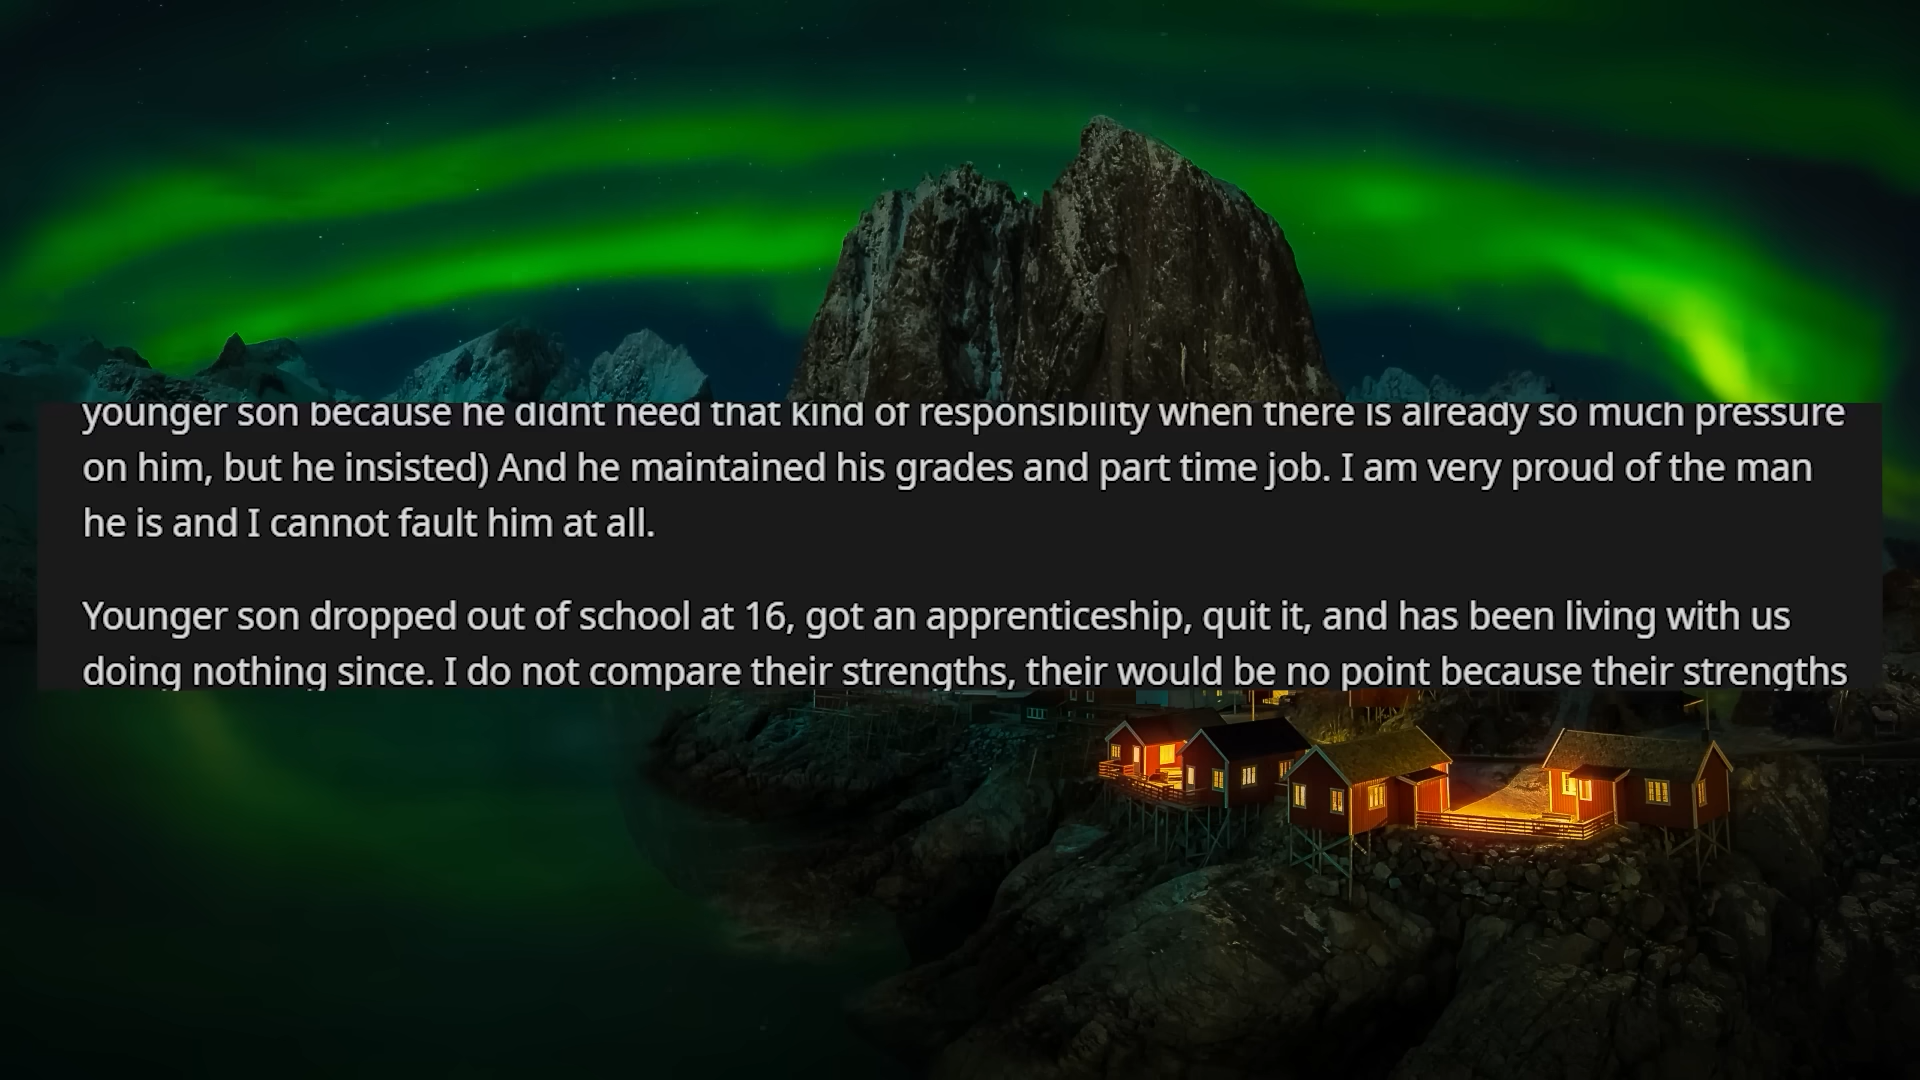 younger son because he didnt need that kind of responsibility when there is already so much pressure
on him, but he insisted) And he maintained his grades and part time job. I am very proud of the man
he is and I cannot fault him at all.
Younger son dropped out of school at 16, got an apprenticeship, quit it, and has been living with us
doing nothing since. I do not compare their strengths, their would be no point because their strengths